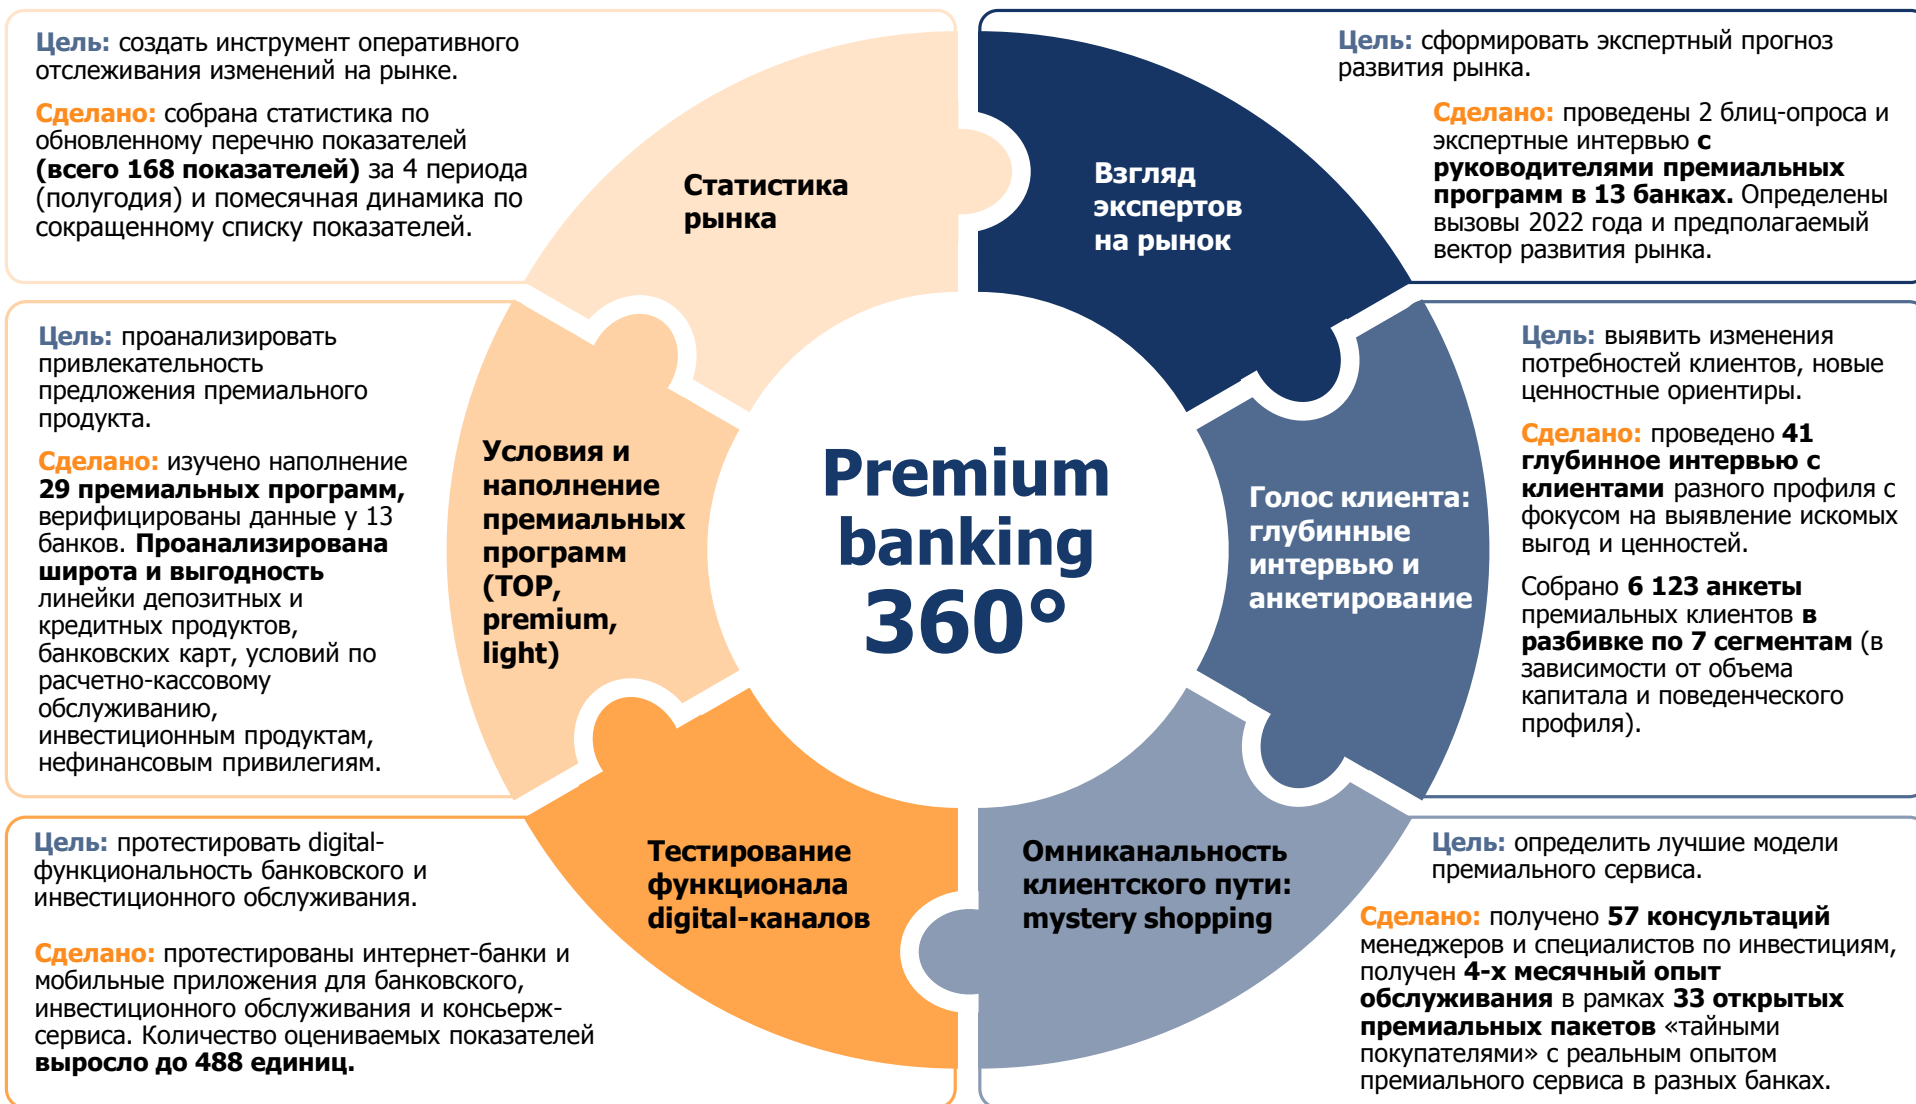 Цель: создать инструмент оперативного
отслеживания изменений на рынке.
Сделано: собрана статистика по
обновленному перечню показателей
(всего 168 показателей) за 4 периода
(полугодия) и помесячная динамика по
сокращенному списку показателей.
Статистика
рынка
Взгляд
экспертов
на рынок
Цель: сформировать экспертный прогноз
развития рынка.
Сделано: проведены 2 блиц-опроса и
экспертные интервью с
руководителями премиальных
программ в 13 банках. Определены
вызовы 2022 года и предполагаемый
вектор развития рынка.
Цель: проанализировать
привлекательность
предложения премиального
продукта.
Сделано: изучено наполнение
29 премиальных программ,
верифицированы данные у 13
банков. Проанализирована
широта и выгодность
линейки депозитных и
кредитных продуктов,
банковских карт, условий по
расчетно-кассовому
обслуживанию,
инвестиционным продуктам,
нефинансовым привилегиям.
Условия и
наполнение
премиальных
программ
(TOP,
premium,
light)
Premium
banking
360°
Голос клиента:
глубинные
интервью и
анкетирование
Цель: выявить изменения
потребностей клиентов, новые
ценностные ориентиры.
Сделано: проведено 41
глубинное интервью с
клиентами разного профиля с
фокусом на выявление искомых
выгод и ценностей.
Собрано 6 123 анкеты
премиальных клиентов в
разбивке по 7 сегментам (в
зависимости от объема
капитала и поведенческого
профиля).
Цель: протестировать digital-
функциональность банковского и
инвестиционного обслуживания.
Сделано: протестированы интернет-банки и
мобильные приложения для банковского,
инвестиционного обслуживания и консьерж-
сервиса. Количество оцениваемых показателей
выросло до 488 единиц.
Тестирование
функционала
digital-каналов
Омниканальность
клиентского пути:
mystery shopping
Цель: определить лучшие модели
премиального сервиса.
Сделано: получено 57 консультаций
менеджеров и специалистов по инвестициям,
получен 4-х месячный опыт
обслуживания в рамках 33 открытых
премиальных пакетов «тайными
покупателями» с реальным опытом
премиального сервиса в разных банках.